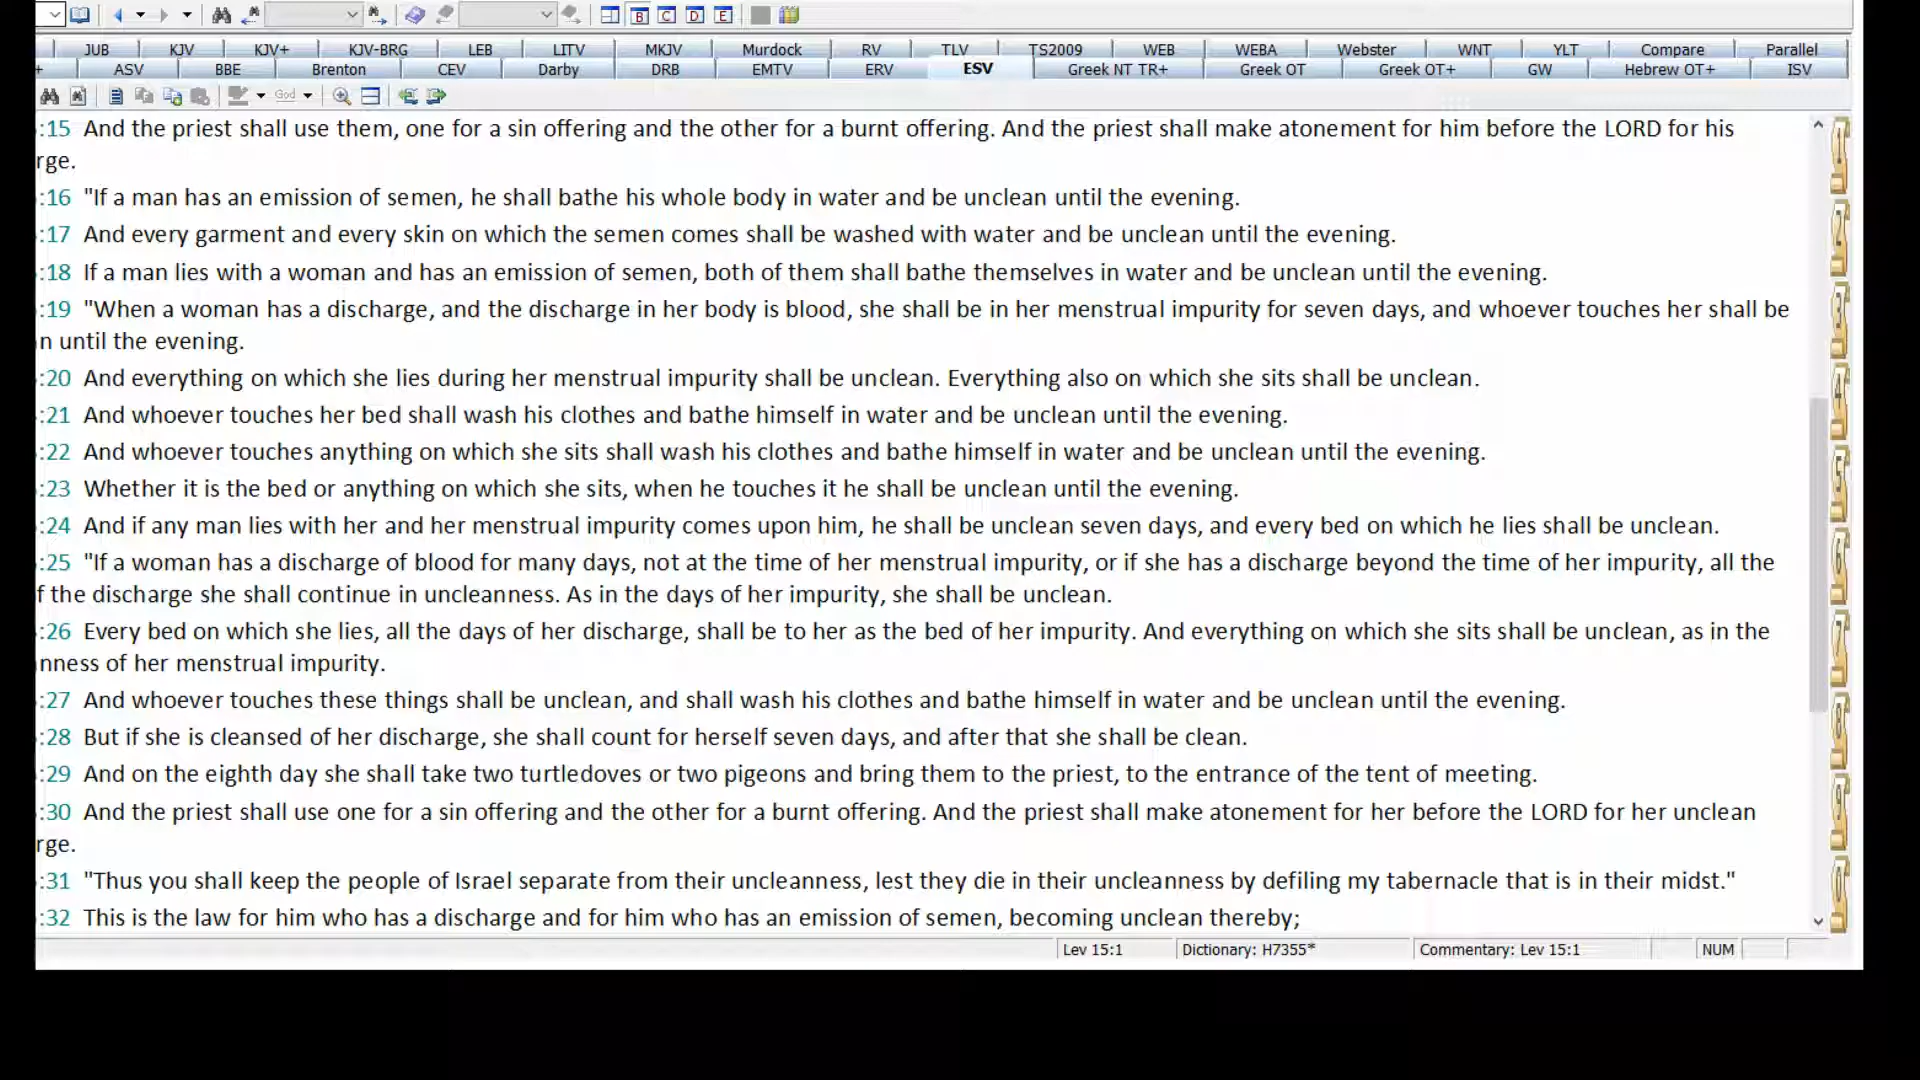 JUB KJV KJV+ KJV-BRG LEB LITV MKJV Murdock RV TLV TS2009 WEB WEBA Webster WNT YLT Compare Parallel
+ ASV BBE Brenton CEV Darby DRB EMTV ERV ESV Greek NT TR+ Greek OT Greek OT+ GW Hebrew OT+ ISV
B C D E
God
:15 And the priest shall use them, one for a sin offering and the other for a burnt offering. And the priest shall make atonement for him before the LORD for his
rge.
:16 "If a man has an emission of semen, he shall bathe his whole body in water and be unclean until the evening.
:17 And every garment and every skin on which the semen comes shall be washed with water and be unclean until the evening.
:18 If a man lies with a woman and has an emission of semen, both of them shall bathe themselves in water and be unclean until the evening.
:19 "When a woman has a discharge, and the discharge in her body is blood, she shall be in her menstrual impurity for seven days, and whoever touches her shall be
n until the evening.
:20 And everything on which she lies during her menstrual impurity shall be unclean. Everything also on which she sits shall be unclean.
:21 And whoever touches her bed shall wash his clothes and bathe himself in water and be unclean until the evening.
:22 And whoever touches anything on which she sits shall wash his clothes and bathe himself in water and be unclean until the evening.
:23 Whether it is the bed or anything on which she sits, when he touches it he shall be unclean until the evening.
:24 And if any man lies with her and her menstrual impurity comes upon him, he shall be unclean seven days, and every bed on which he lies shall be unclean.
:25 "If a woman has a discharge of blood for many days, not at the time of her menstrual impurity, or if she has a discharge beyond the time of her impurity, all the
f the discharge she shall continue in uncleanness. As in the days of her impurity, she shall be unclean.
:26 Every bed on which she lies, all the days of her discharge, shall be to her as the bed of her impurity. And everything on which she sits shall be unclean, as in the
nness of her menstrual impurity.
:27 And whoever touches these things shall be unclean, and shall wash his clothes and bathe himself in water and be unclean until the evening.
:28 But if she is cleansed of her discharge, she shall count for herself seven days, and after that she shall be clean.
:29 And on the eighth day she shall take two turtledoves or two pigeons and bring them to the priest, to the entrance of the tent of meeting.
:30 And the priest shall use one for a sin offering and the other for a burnt offering. And the priest shall make atonement for her before the LORD for her unclean
rge.
:31 "Thus you shall keep the people of Israel separate from their uncleanness, lest they die in their uncleanness by defiling my tabernacle that is in their midst."
:32 This is the law for him who has a discharge and for him who has an emission of semen, becoming unclean thereby;
1
2
3
4
5
6
7
8
9
0
Lev 15:1 Dictionary: H7355* Commentary: Lev 15:1 NUM